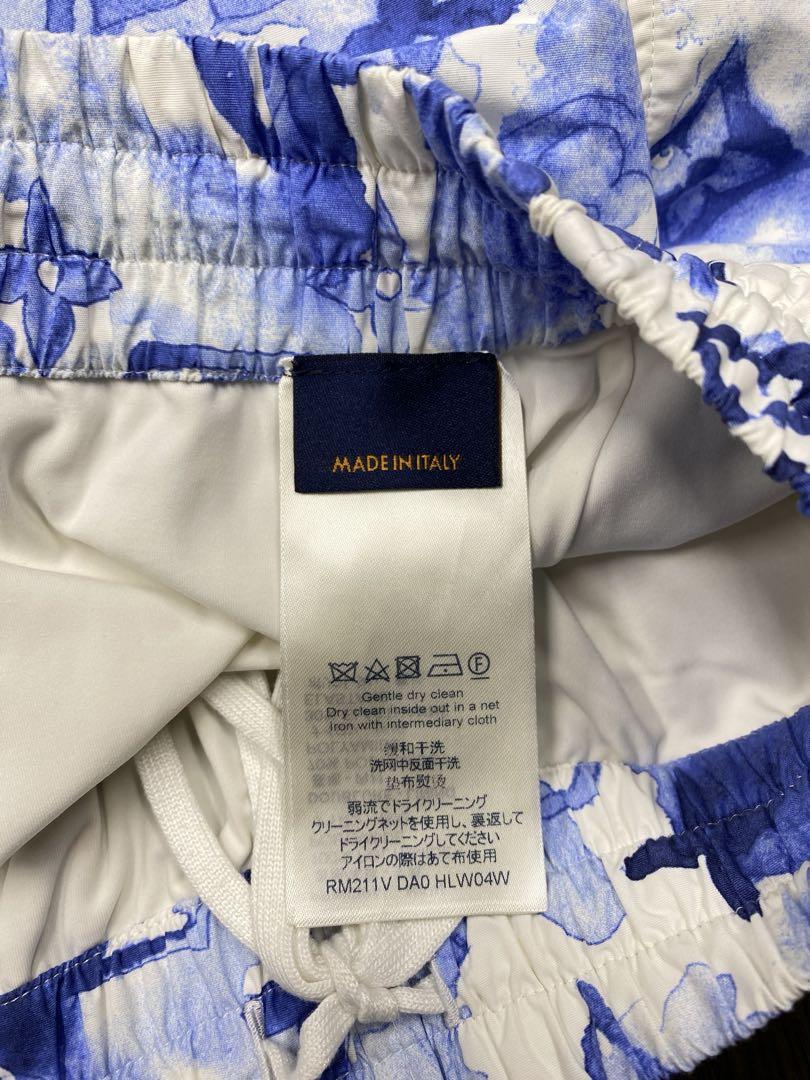 MADE IN ITALY
Gentle dry clean
Dry clean inside out in a net
Iron with intermediary cloth
缓和干洗
洗网中反面干洗
垫布熨烫
弱流でドライクリーニング
クリーニングネットを使用し、裏返して
ドライクリーニングしてください
アイロンの際はあて布使用
RM211V DA0 HLW04W